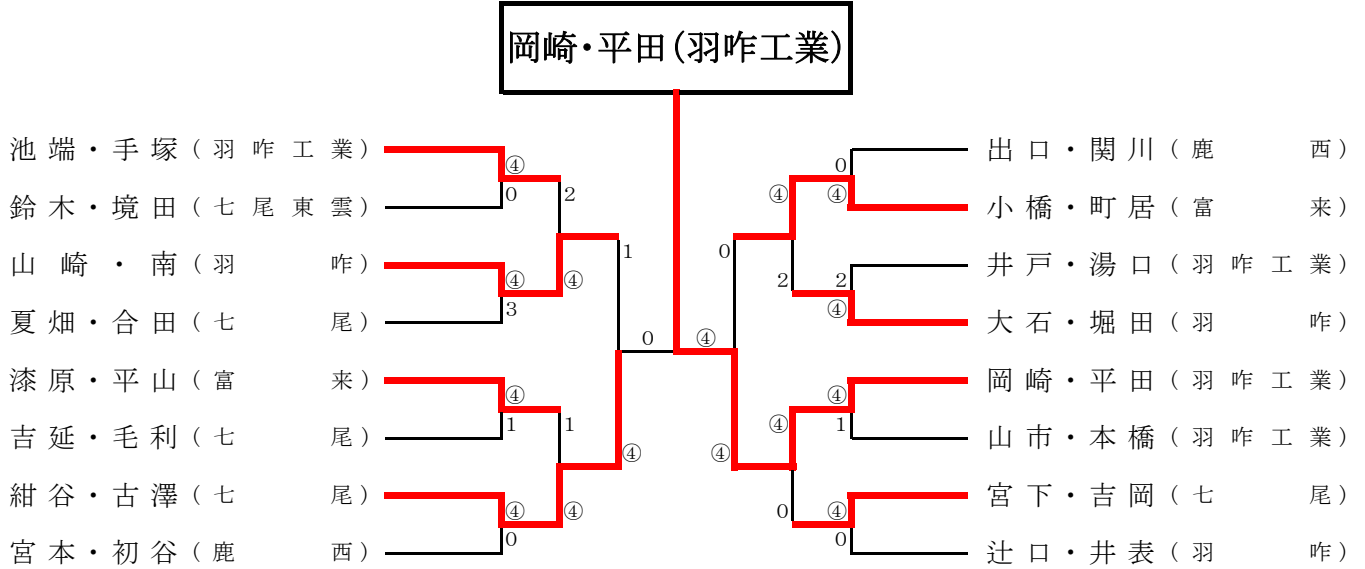 岡崎・平田(羽咋工業)
池端・手塚(羽咋工業)
鈴木・境田(七尾東雲)
山崎・南(羽咋)
夏畑・合田(七尾)
漆原・平山(富来)
吉延・毛利(七尾)
紺谷・古澤(七尾)
宮本・初谷(鹿西)
④
0
2
④
3
④
1
④
1
1
④
0
④
④
0
④
出口・関川(鹿西)
小橋・町居(富来)
井戸・湯口(羽咋工業)
大石・堀田(羽咋)
岡崎・平田(羽咋工業)
山市・本橋(羽咋工業)
宮下・吉岡(七尾)
辻口・井表(羽咋)
0
④
④
0
2
2
④
④
④
1
④
④
0
0